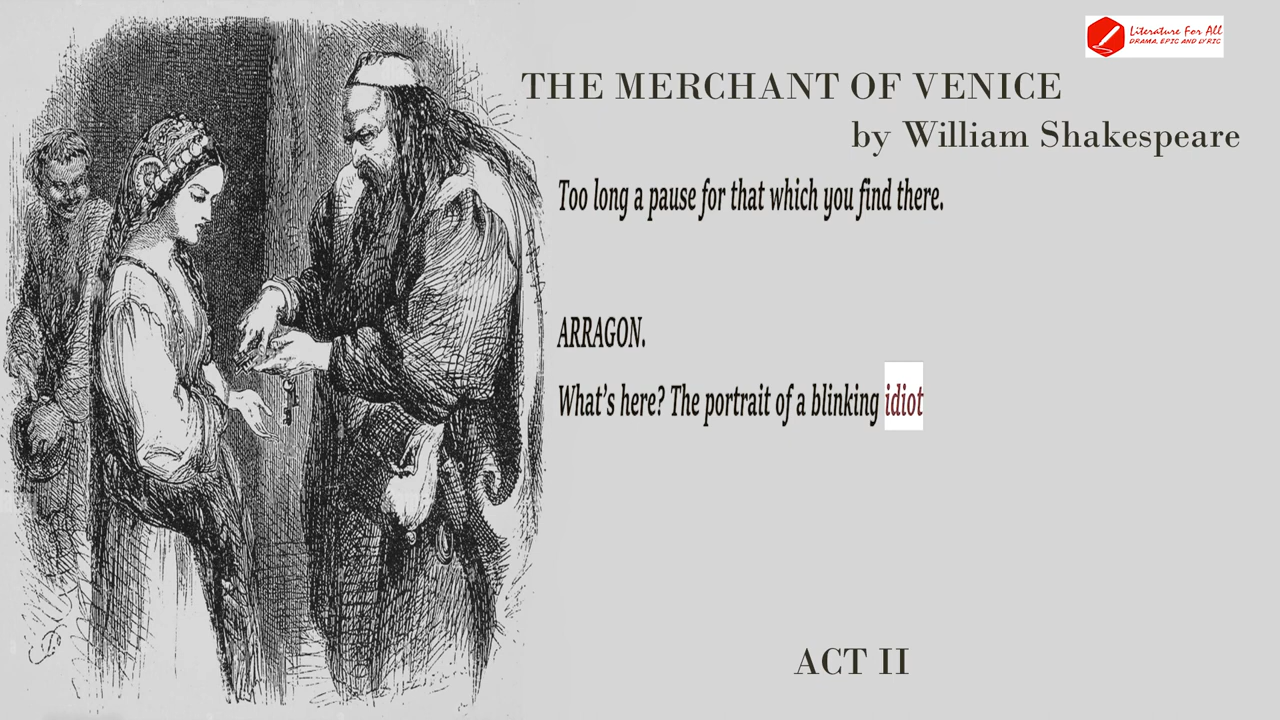 Literature For All
DRAMA, EPIC AND LYRIC
THE MERCHANT OF VENICE
by William Shakespeare
Too long a pause for that which you find there.
ARRAGON.
What’s here? The portrait of a blinking idiot
ACT II